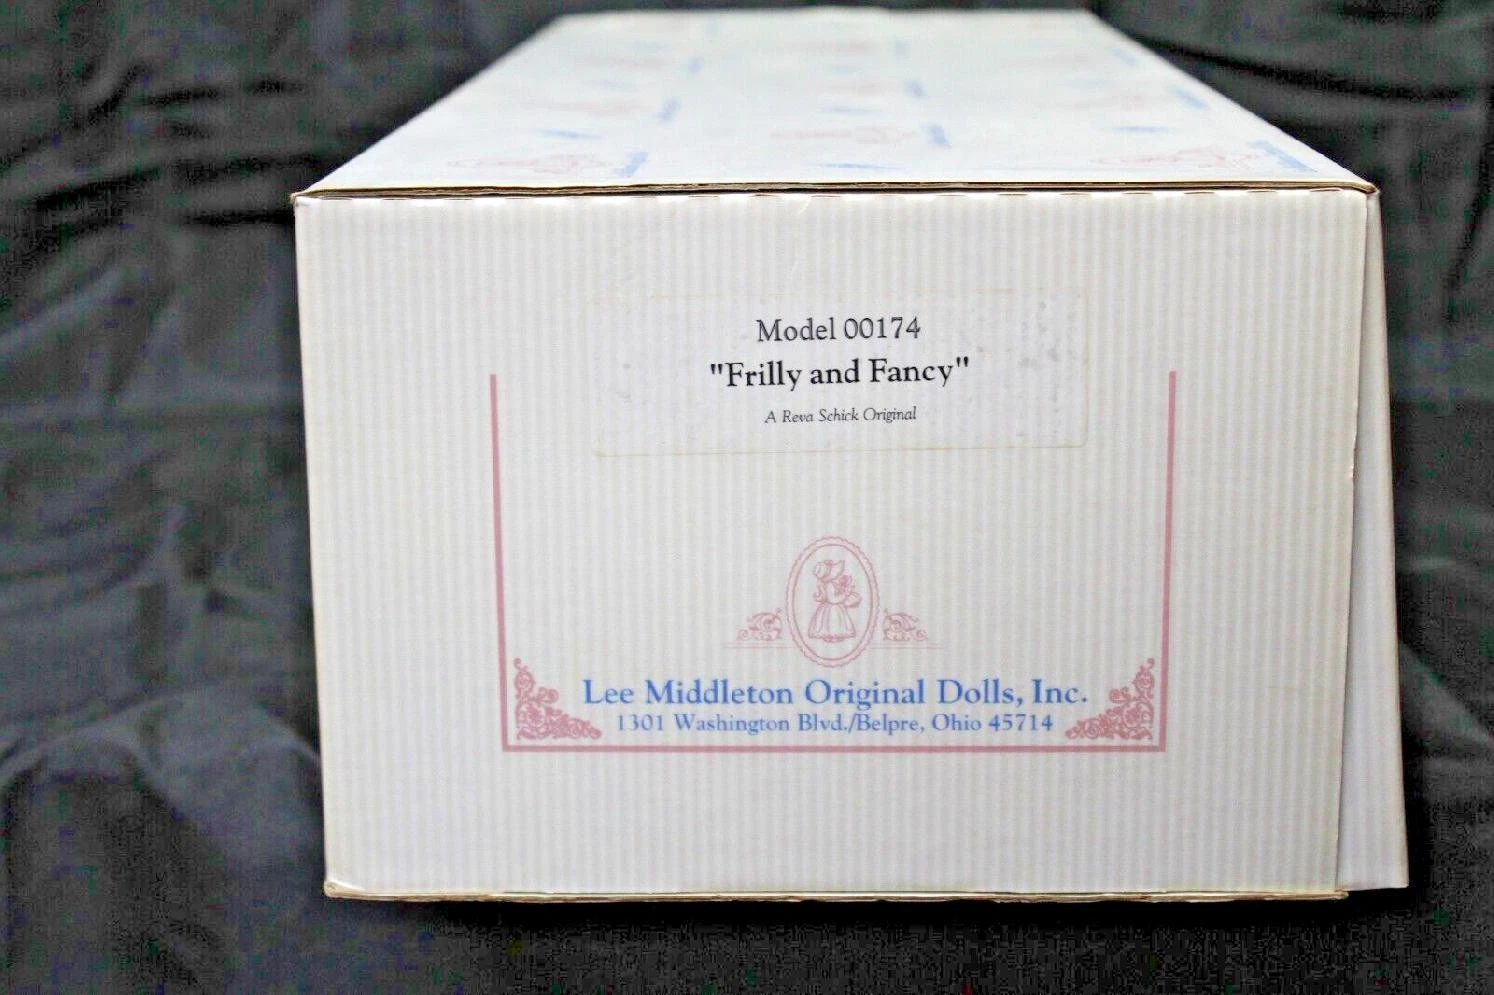 Model 00174
"Frilly and Fancy"
A Reva Schick Original
Lee Middleton Original Dolls, Inc.
1301 Washington Blvd./Belpre, Ohio 45714